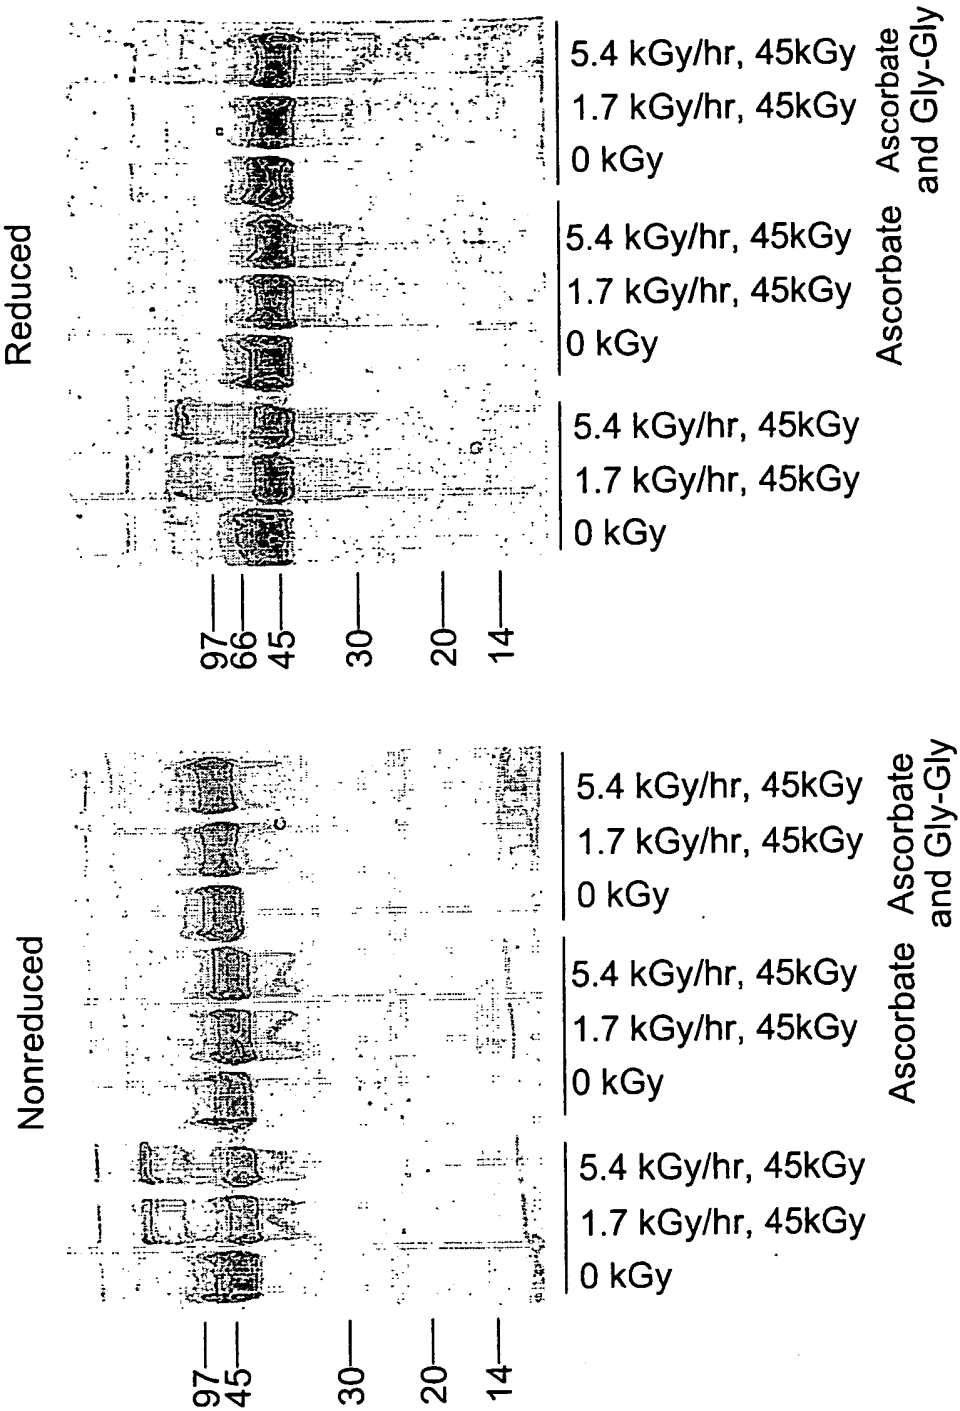 Reduced
5.4 kGy/hr, 45kGy
1.7 kGy/hr, 45kGy
0 kGy
Ascorbate
and Gly-Gly
5.4 kGy/hr, 45kGy
1.7 kGy/hr, 45kGy
0 kGy
Ascorbate
5.4 kGy/hr, 45kGy
1.7 kGy/hr, 45kGy
0 kGy
97
66
45
30
20
14
Nonreduced
5.4 kGy/hr, 45kGy
1.7 kGy/hr, 45kGy
0 kGy
Ascorbate
and Gly-Gly
5.4 kGy/hr, 45kGy
1.7 kGy/hr, 45kGy
0 kGy
Ascorbate
5.4 kGy/hr, 45kGy
1.7 kGy/hr, 45kGy
0 kGy
97
45
30
20
14